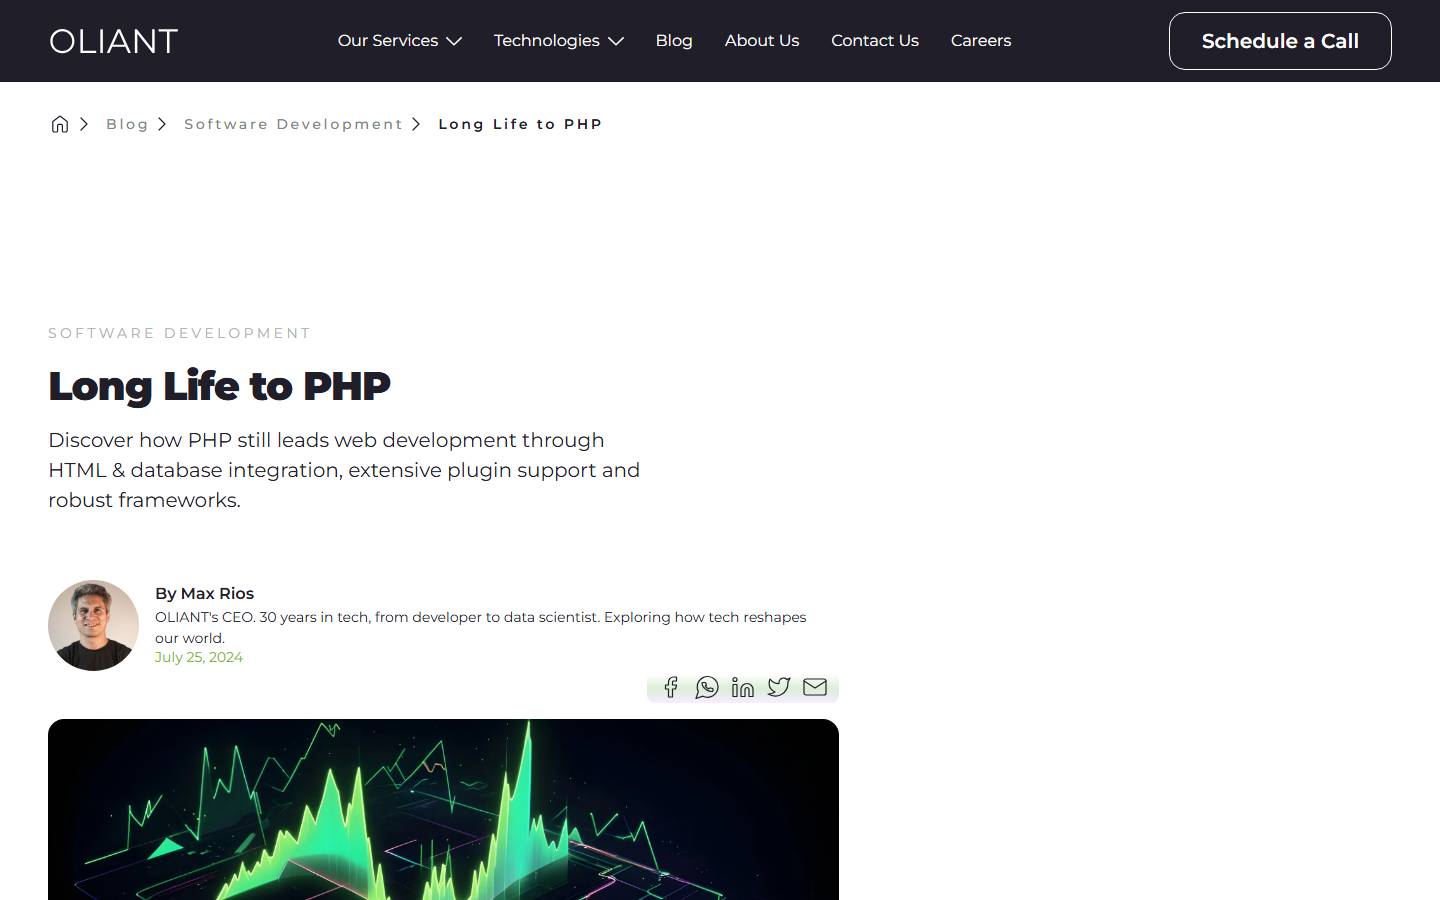 OLIANT
Our Services
Technologies
Blog
About Us
Contact Us
Careers
Schedule a Call
Blog
Software Development
Long Life to PHP
SOFTWARE DEVELOPMENT
Long Life to PHP
Discover how PHP still leads web development through
HTML & database integration, extensive plugin support and
robust frameworks.
By Max Rios
OLIANT's CEO. 30 years in tech, from developer to data scientist. Exploring how tech reshapes
our world.
July 25, 2024